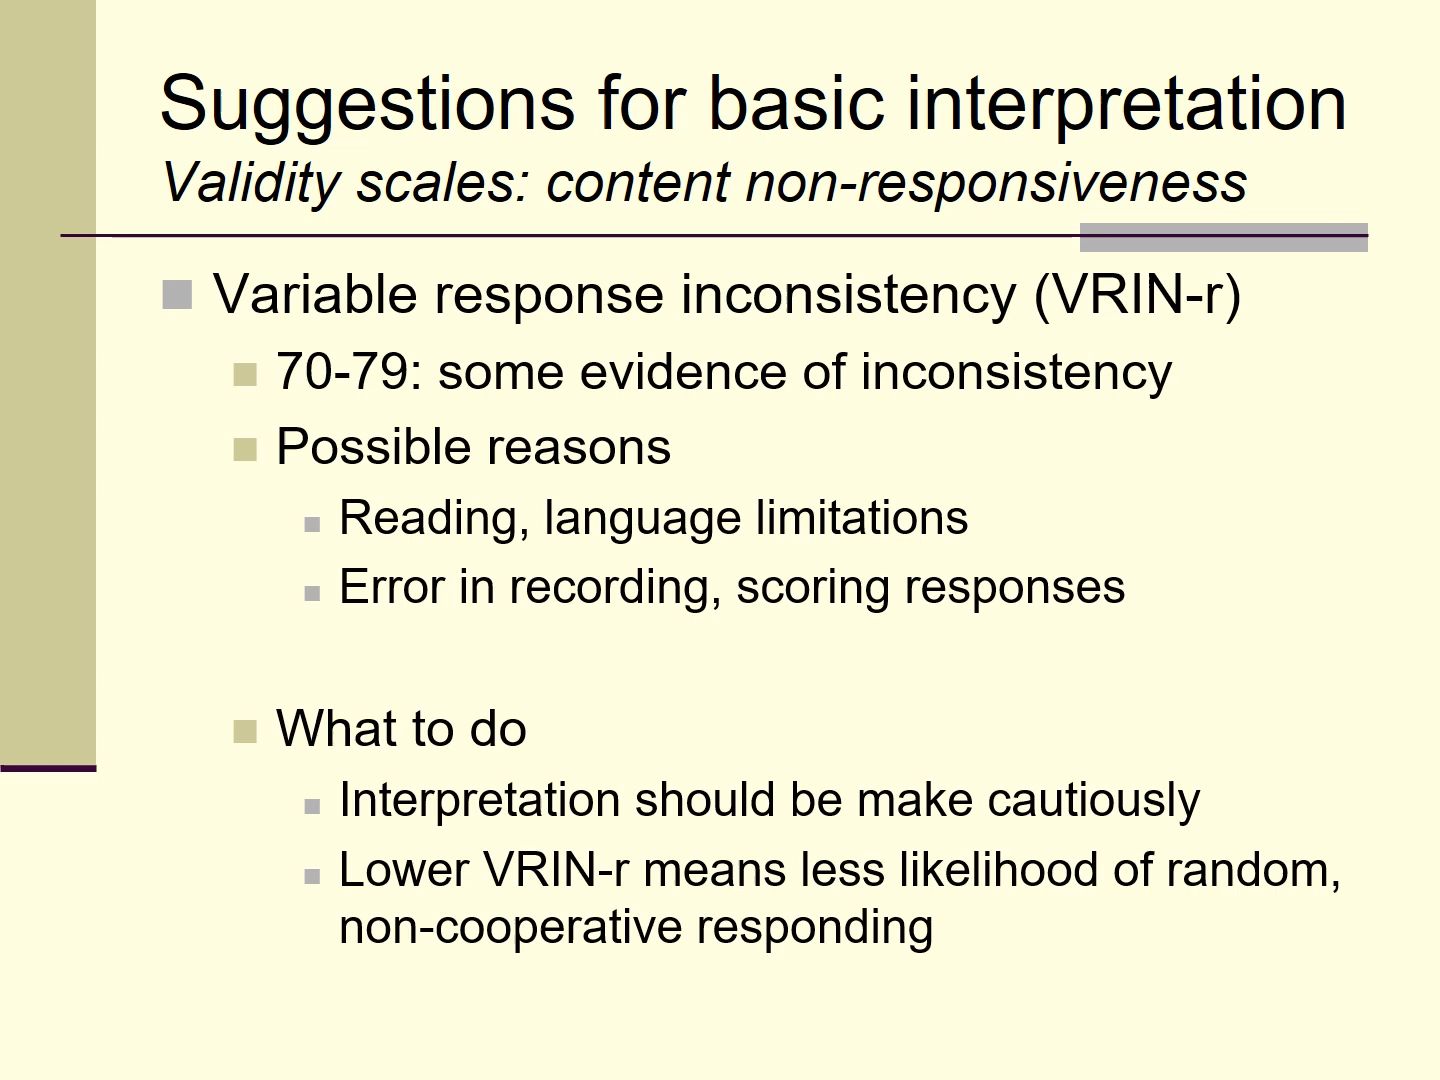 Suggestions for basic interpretation
Validity scales: content non-responsiveness
Variable response inconsistency (VRIN-r)
70-79: some evidence of inconsistency
Possible reasons
Reading, language limitations
Error in recording, scoring responses
What to do
Interpretation should be make cautiously
Lower VRIN-r means less likelihood of random,
non-cooperative responding